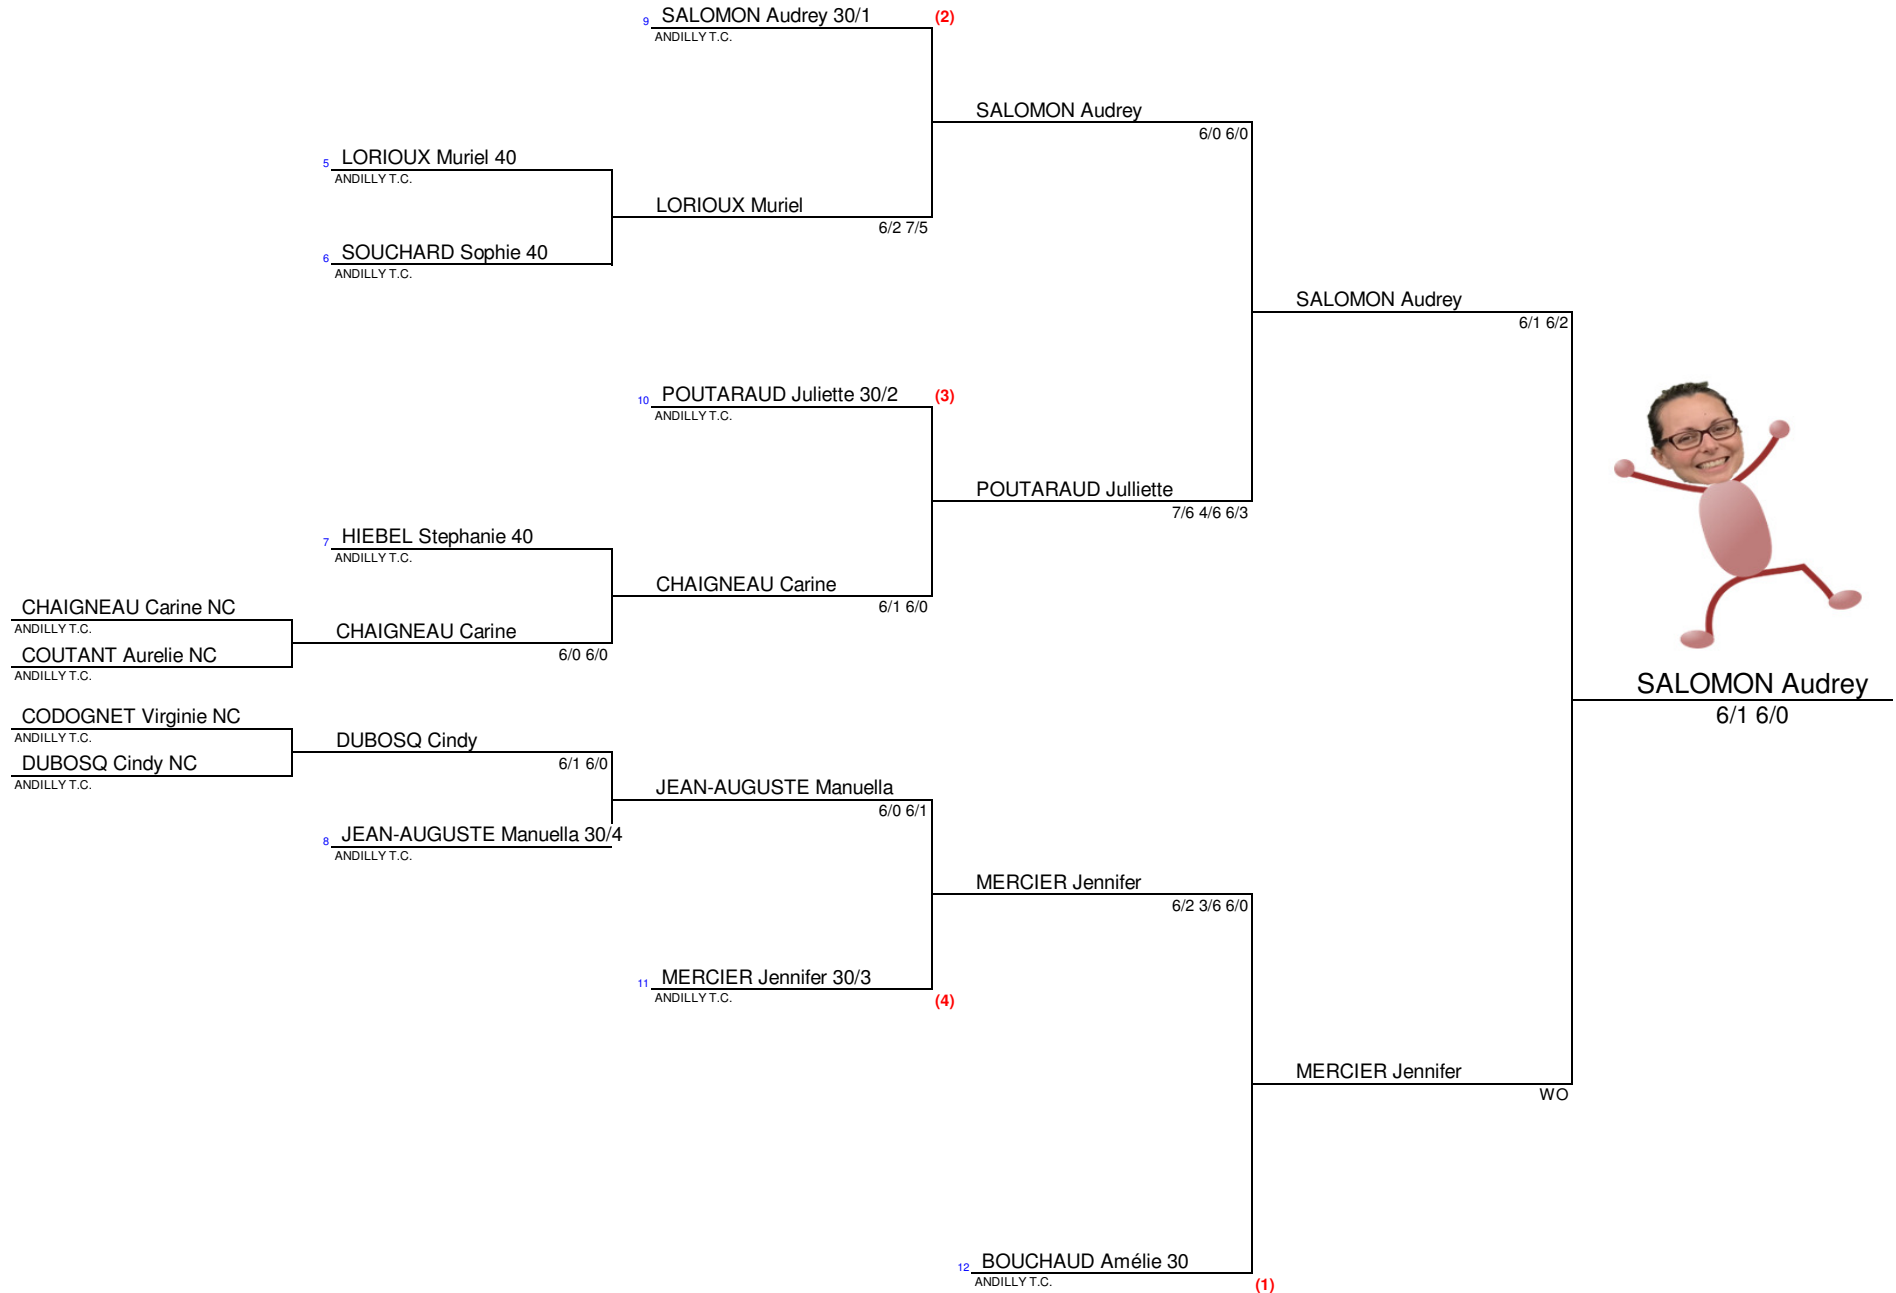 9 SALOMON Audrey 30/1 (2)
ANDILLY T.C.
SALOMON Audrey
6/0 6/0
5 LORIOUX Muriel 40
ANDILLY T.C.
LORIOUX Muriel
6/2 7/5
6 SOUCHARD Sophie 40
ANDILLY T.C.
SALOMON Audrey
6/1 6/2
10 POUTARAUD Juliette 30/2 (3)
ANDILLY T.C.
POUTARAUD Julliette
7/6 4/6 6/3
7 HIEBEL Stephanie 40
ANDILLY T.C.
CHAIGNEAU Carine
6/1 6/0
CHAIGNEAU Carine NC
ANDILLY T.C.
CHAIGNEAU Carine
6/0 6/0
COUTANT Aurelie NC
ANDILLY T.C.
SALOMON Audrey
6/1 6/0
CODOGNET Virginie NC
ANDILLY T.C.
DUBOSQ Cindy
6/1 6/0
DUBOSQ Cindy NC
ANDILLY T.C.
JEAN-AUGUSTE Manuella
6/0 6/1
8 JEAN-AUGUSTE Manuella 30/4
ANDILLY T.C.
MERCIER Jennifer
6/2 3/6 6/0
11 MERCIER Jennifer 30/3
ANDILLY T.C.
(4)
MERCIER Jennifer
WO
12 BOUCHAUD Amélie 30
ANDILLY T.C.
(1)